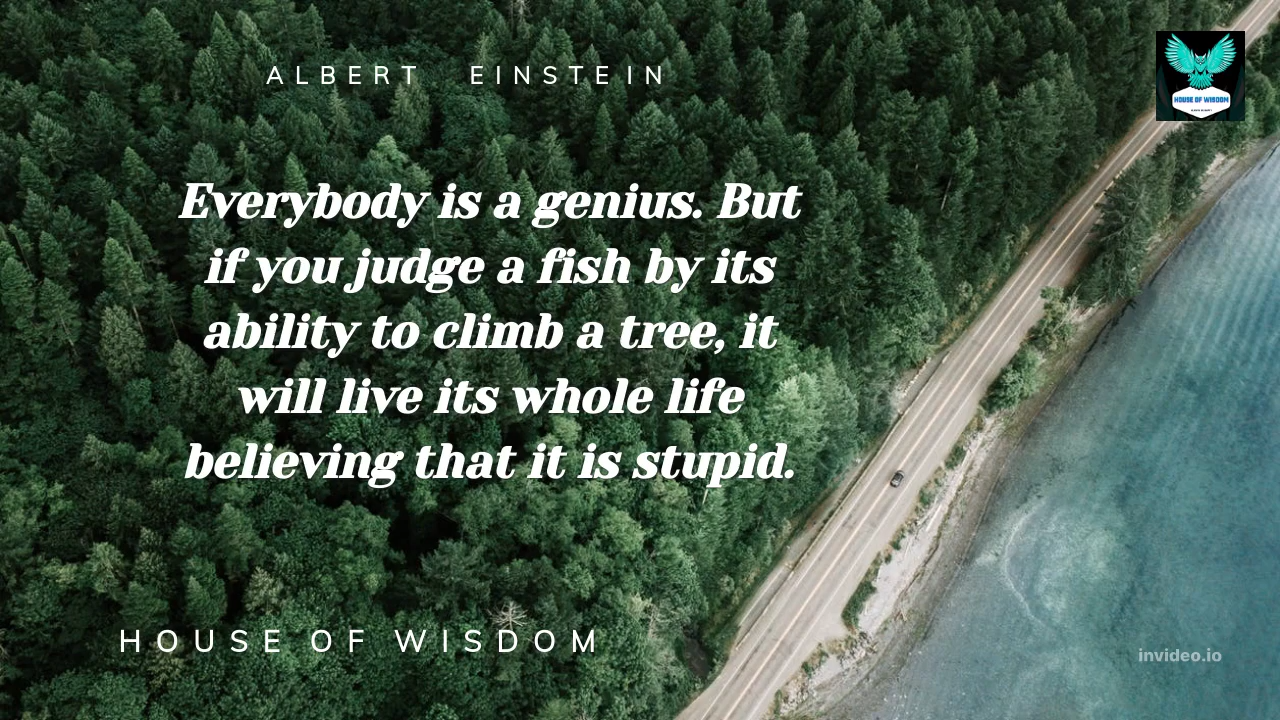 ALBERT EINSTEIN
HOUSE OF WISDOM
Everybody is a genius. But
if you judge a fish by its
ability to climb a tree, it
will live its whole life
believing that it is stupid.
HOUSE OF WISDOM
invideo.io